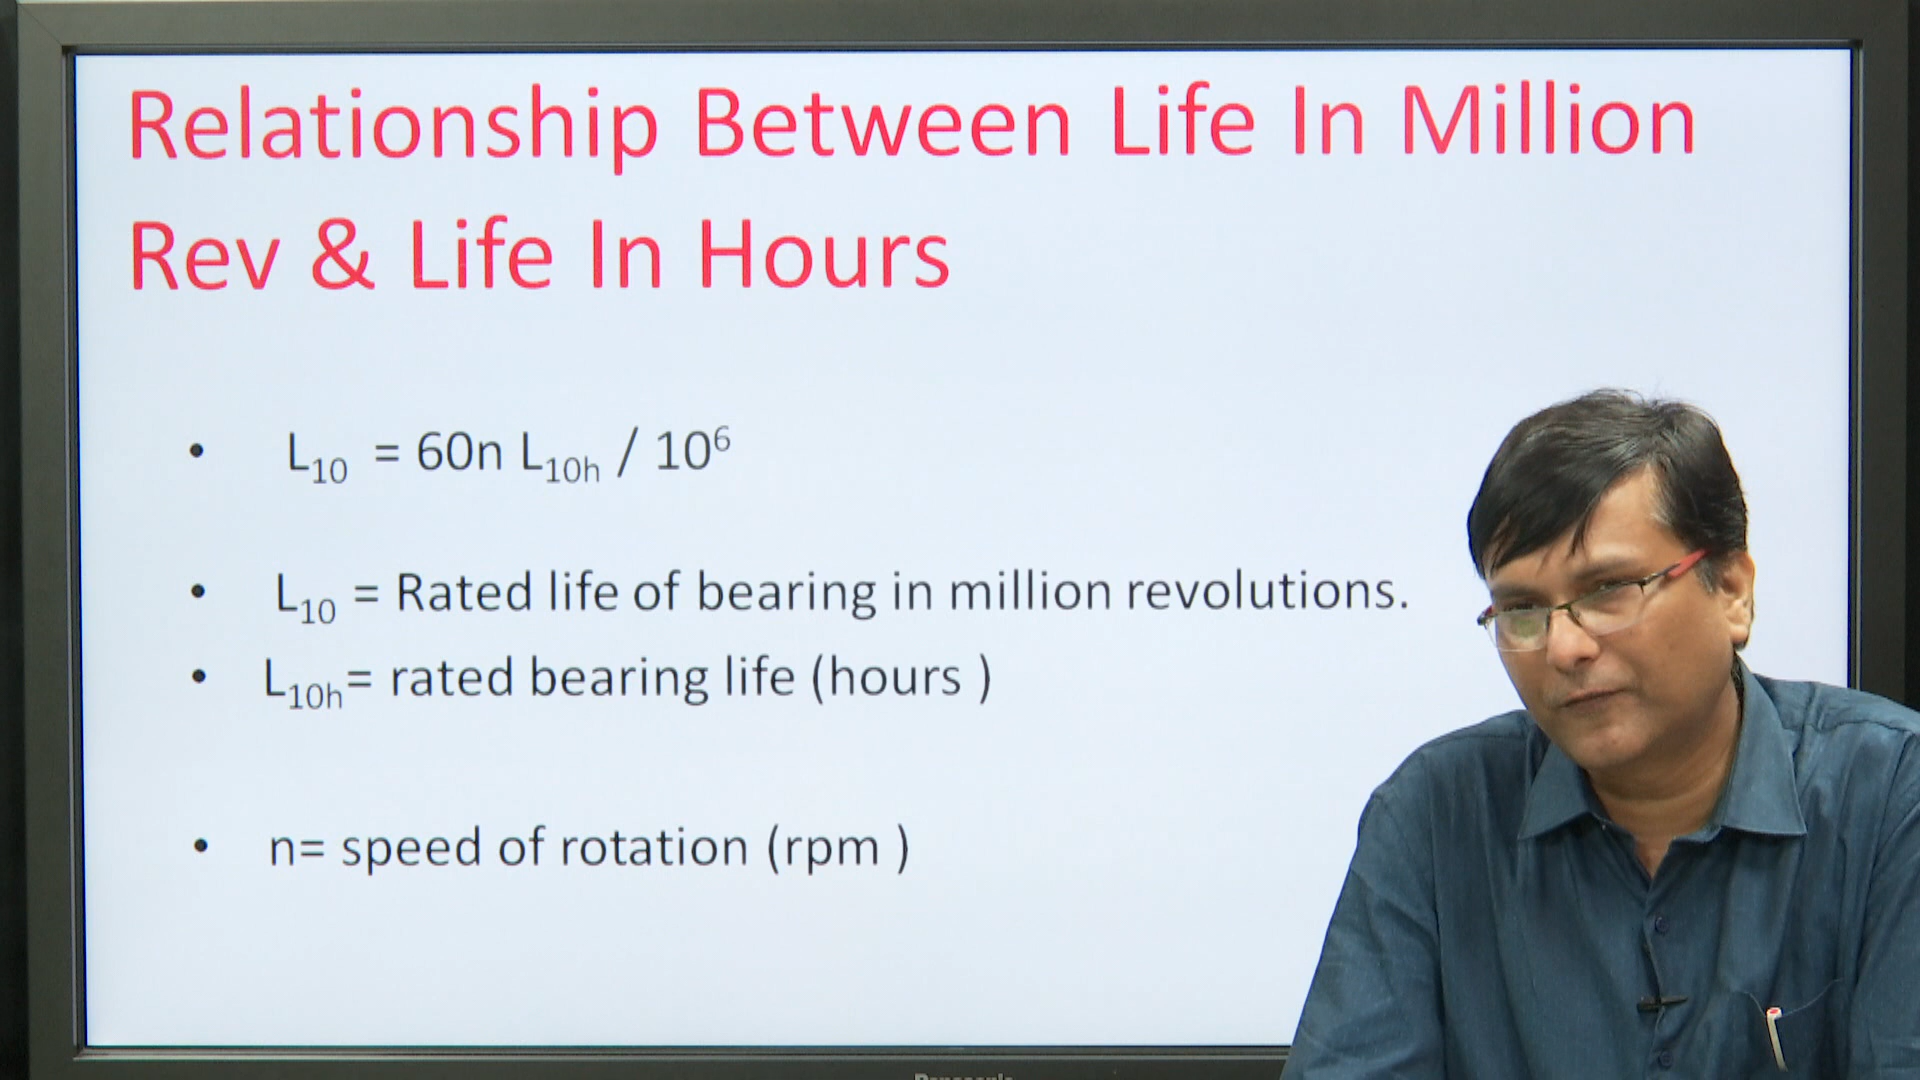 Relationship Between Life In Million
Rev & Life In Hours
• L₁₀ = 60n L₁₀ₕ / 10⁶
• L₁₀ = Rated life of bearing in million revolutions.
• L₁₀ₕ= rated bearing life (hours )
• n= speed of rotation (rpm )
Panasonic